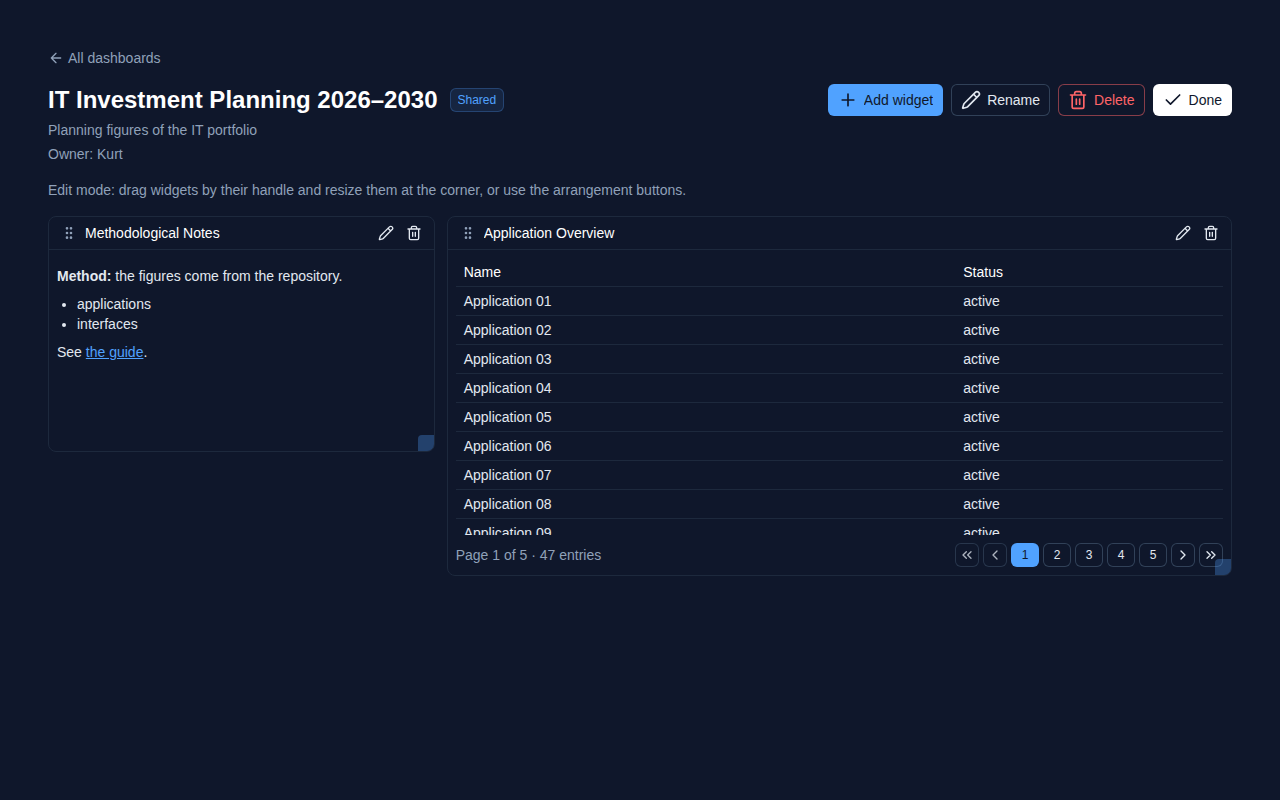 All dashboards
IT Investment Planning 2026–2030 Shared
Add widget Rename Delete Done
Planning figures of the IT portfolio
Owner: Kurt
Edit mode: drag widgets by their handle and resize them at the corner, or use the arrangement buttons.
Methodological Notes
Method: the figures come from the repository.
• applications
• interfaces
See the guide.
Application Overview
Name Status
Application 01 active
Application 02 active
Application 03 active
Application 04 active
Application 05 active
Application 06 active
Application 07 active
Application 08 active
Application 09 active
Page 1 of 5 · 47 entries
1 2 3 4 5